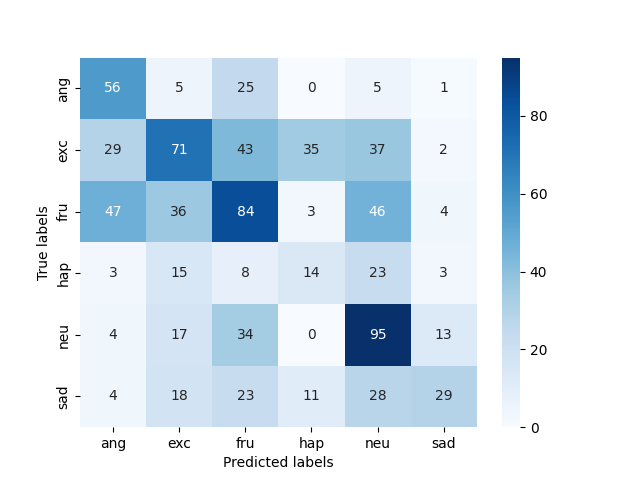 ang 56 5 25 0 5 1
exc 29 71 43 35 37 2
fru 47 36 84 3 46 4
hap 3 15 8 14 23 3
neu 4 17 34 0 95 13
sad 4 18 23 11 28 29
ang exc fru hap neu sad
Predicted labels
True labels
80
60
40
20
0